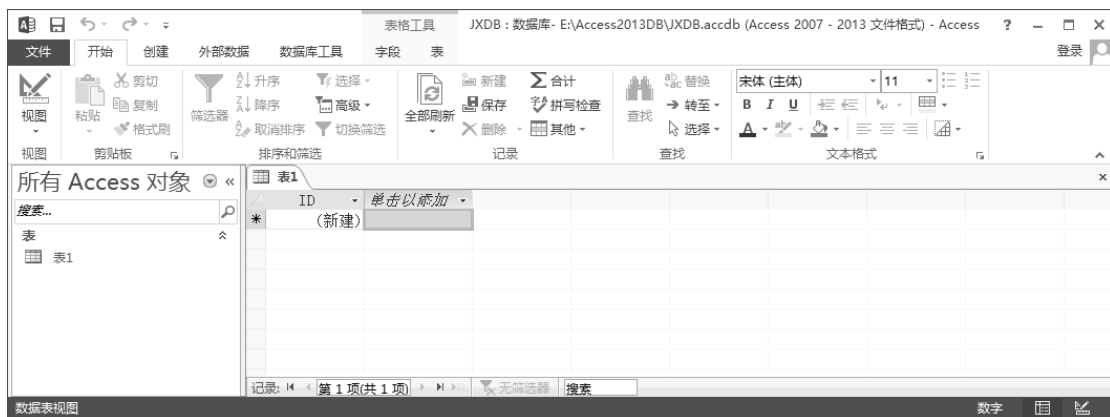 表格工具 JXDB : 数据库- E:\Access2013DB\JXDB.accdb (Access 2007 - 2013 文件格式) - Access ?
文件 开始 创建 外部数据 数据库工具 字段 表 登录
视图
粘贴
剪切
复制
格式刷
筛选器
升序
降序
取消排序
选择
高级
切换筛选
全部刷新
新建
保存
删除
合计
拼写检查
其他
查找
替换
转至
选择
宋体 (主体) 11
B I U
A
视图 剪贴板 排序和筛选 记录 查找 文本格式
所有 Access 对象
搜索...
表
表1
表1
ID 单击以添加
* (新建)
记录: 第 1 项(共 1 项) 无筛选器 搜索
数据表视图 数字